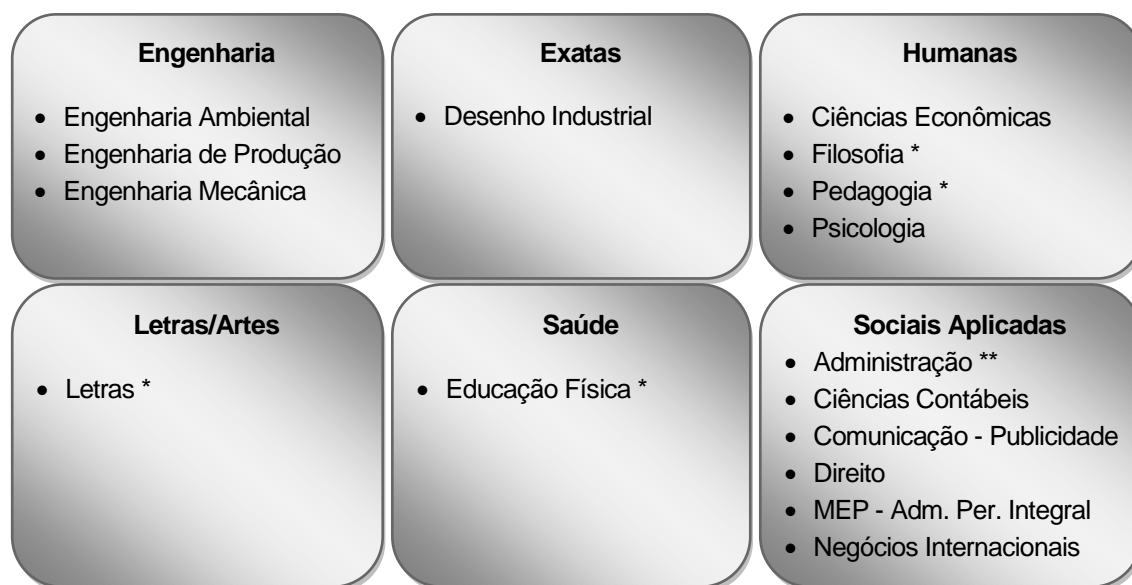 Engenharia
• Engenharia Ambiental
• Engenharia de Produção
• Engenharia Mecânica
Exatas
• Desenho Industrial
Humanas
• Ciências Econômicas
• Filosofia *
• Pedagogia *
• Psicologia
Letras/Artes
• Letras *
Saúde
• Educação Física *
Sociais Aplicadas
• Administração **
• Ciências Contábeis
• Comunicação - Publicidade
• Direito
• MEP - Adm. Per. Integral
• Negócios Internacionais